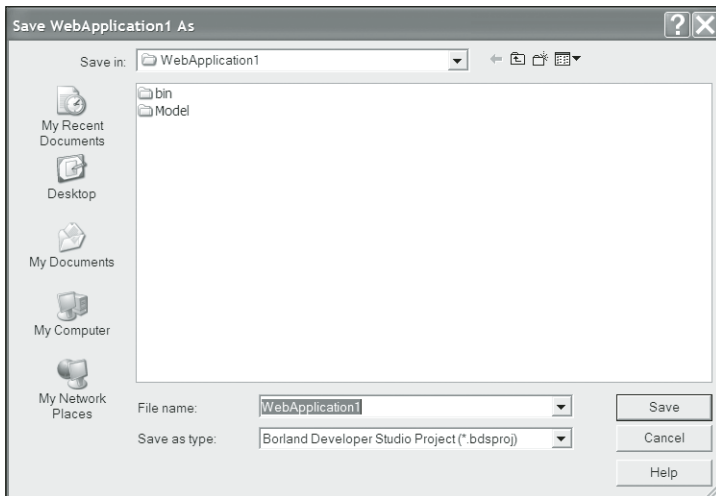 Save WebApplication1 As
Save in:
WebApplication1
bin
Model
My Recent
Documents
Desktop
My Documents
My Computer
My Network
Places
File name:
WebApplication1
Save
Save as type:
Borland Developer Studio Project (*.bdsproj)
Cancel
Help